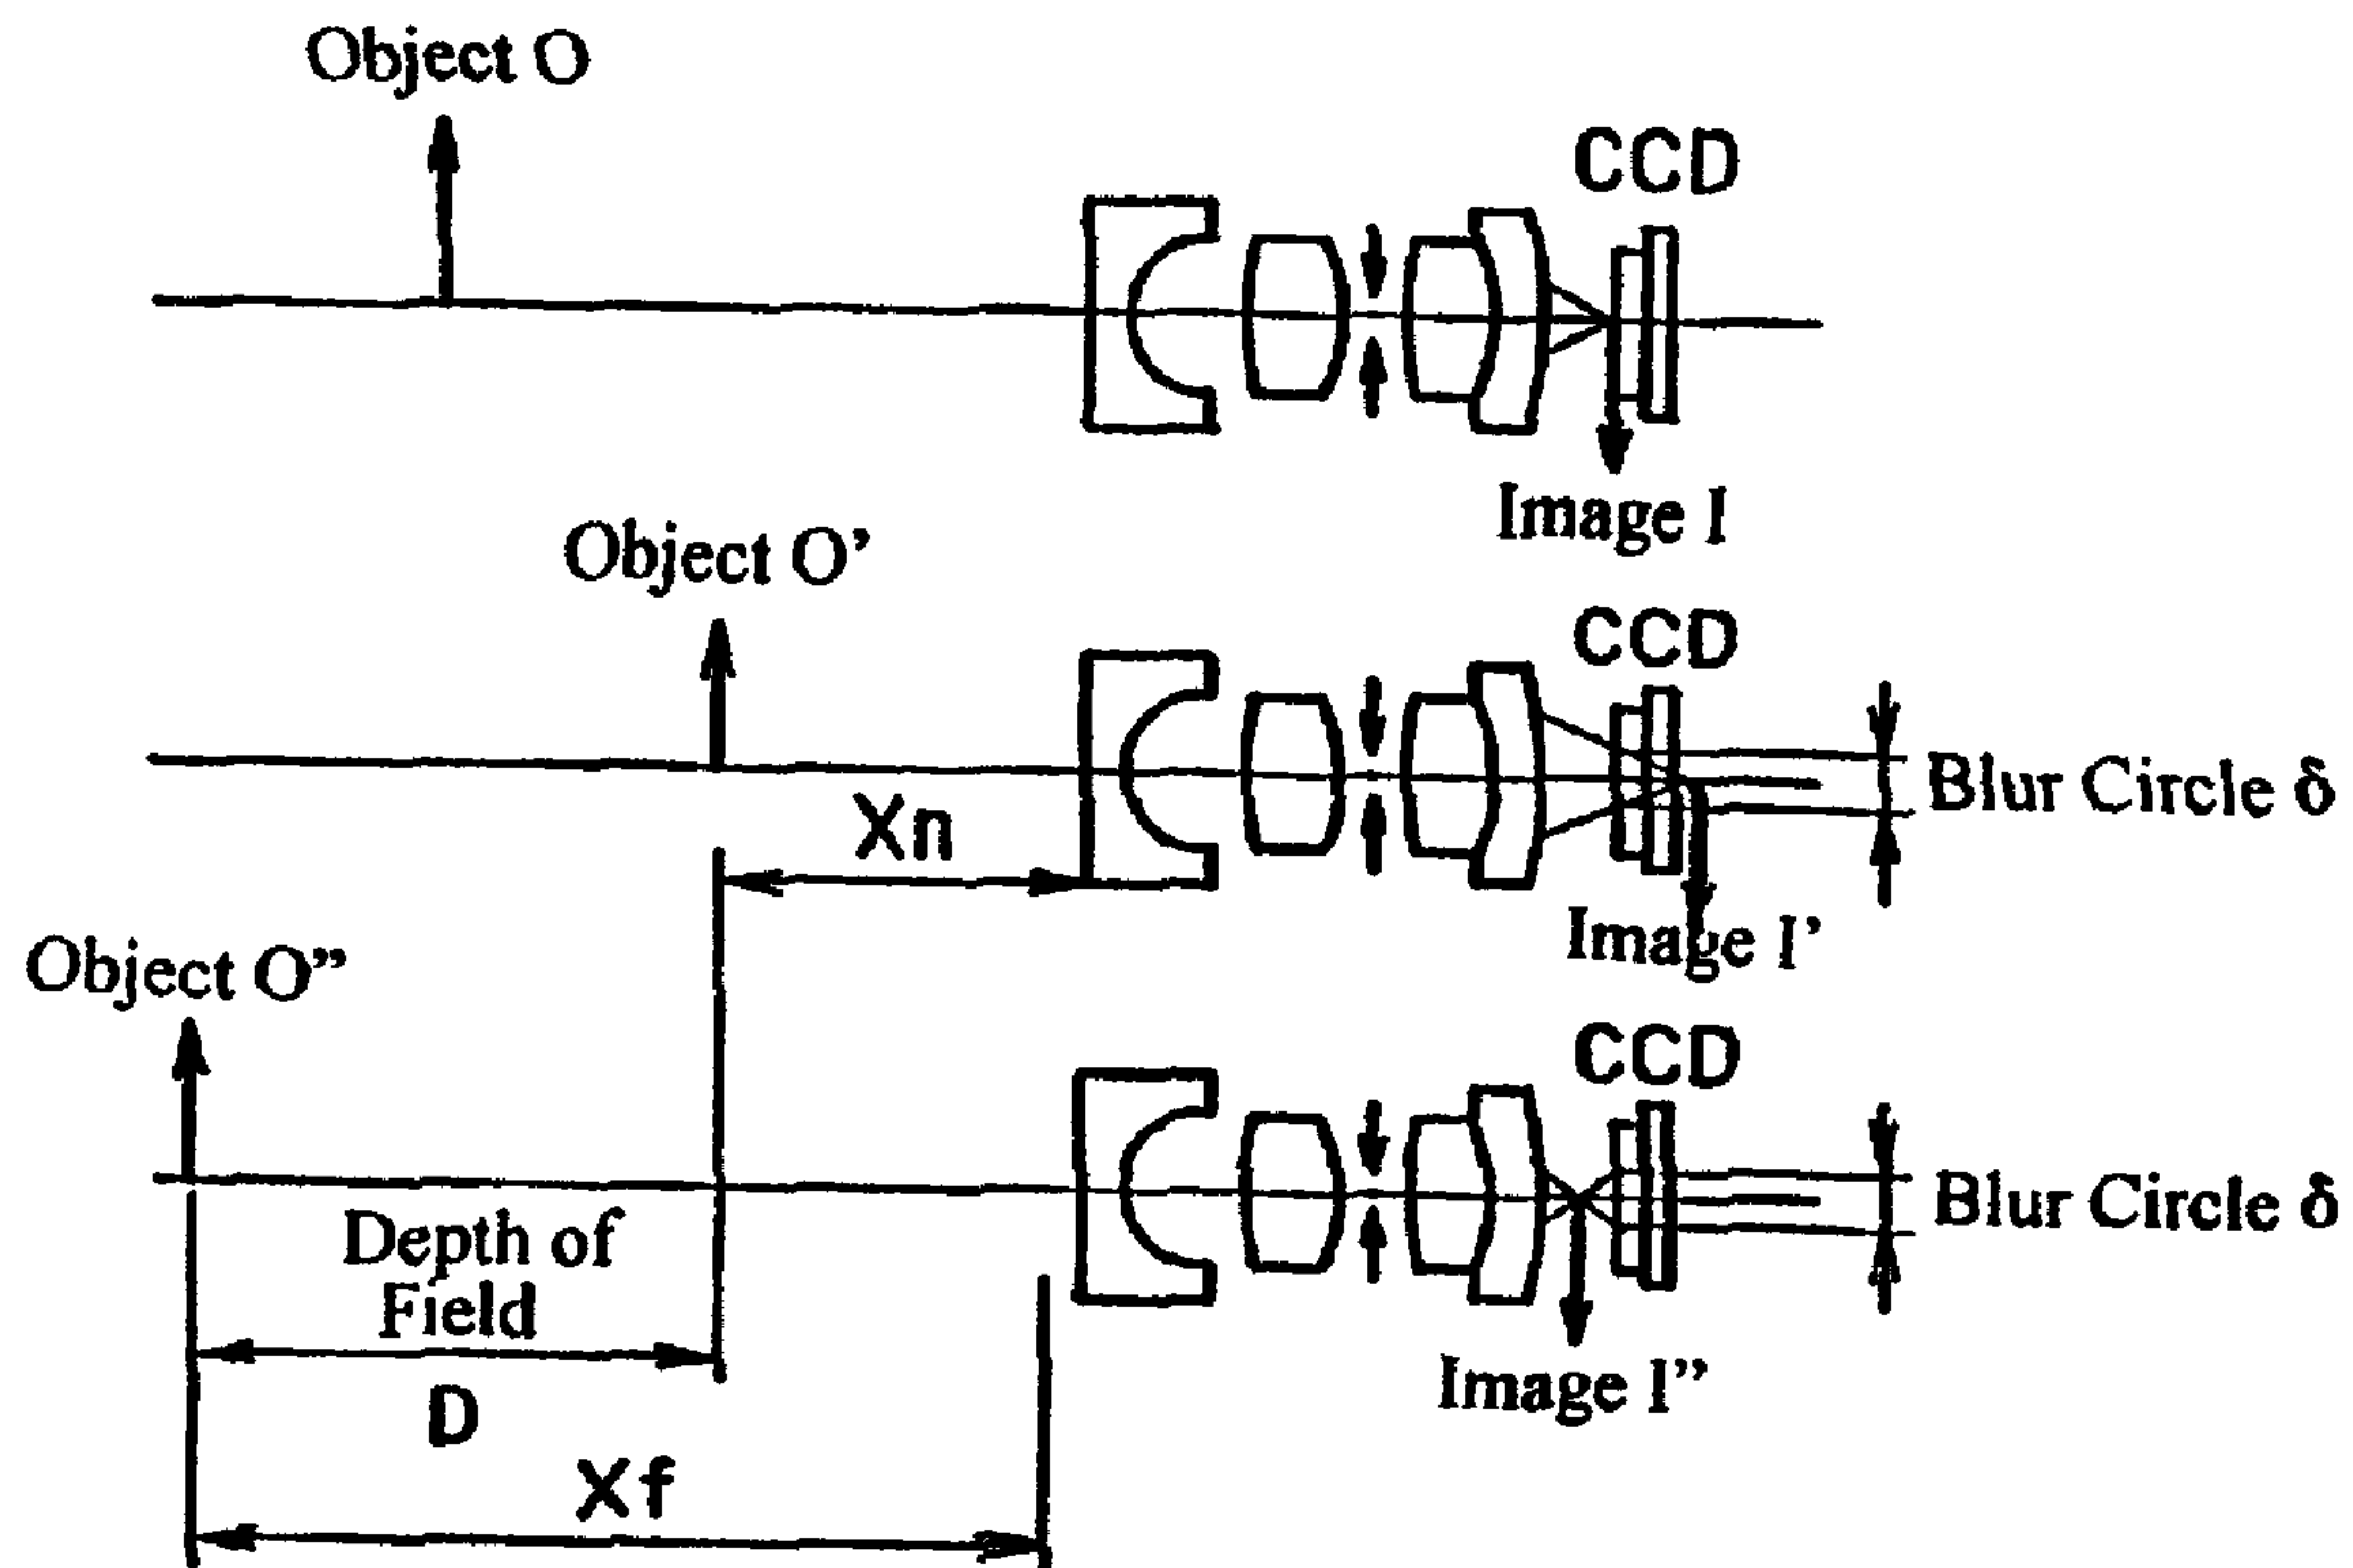 Object O
CCD
Image I
Object O’
CCD
Xn
Blur Circle δ
Image I’
Object O”
CCD
Blur Circle δ
Depth of
Field
D
Image I”
Xf